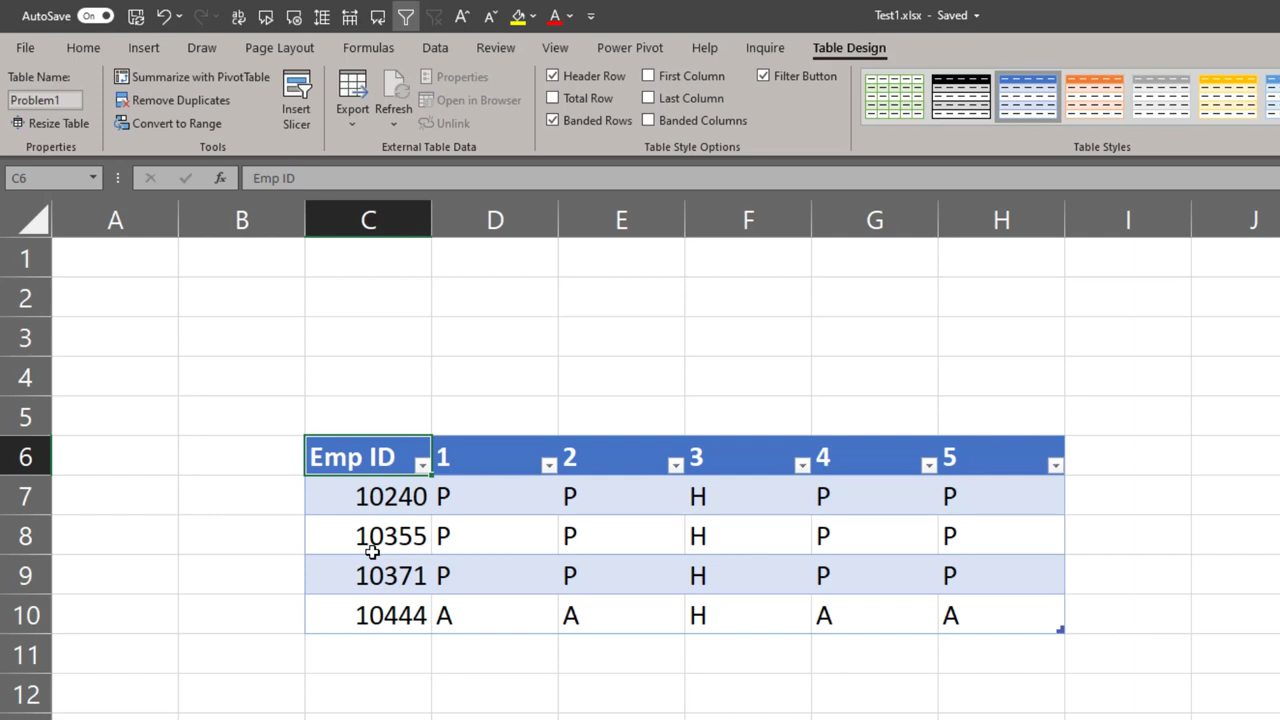 AutoSave On Test1.xlsx - Saved
File Home Insert Draw Page Layout Formulas Data Review View Power Pivot Help Inquire Table Design
Table Name:
Problem1
Resize Table
Properties
Summarize with PivotTable
Remove Duplicates
Convert to Range
Insert
Slicer
Tools
Export
Refresh
Properties
Open in Browser
Unlink
External Table Data
Header Row First Column Filter Button
Total Row Last Column
Banded Rows Banded Columns
Table Style Options
Table Styles
C6 fx Emp ID
A B C D E F G H I J
1
2
3
4
5
6 Emp ID 1 2 3 4 5
7 10240 P P H P P
8 10355 P P H P P
9 10371 P P H P P
10 10444 A A H A A
11
12